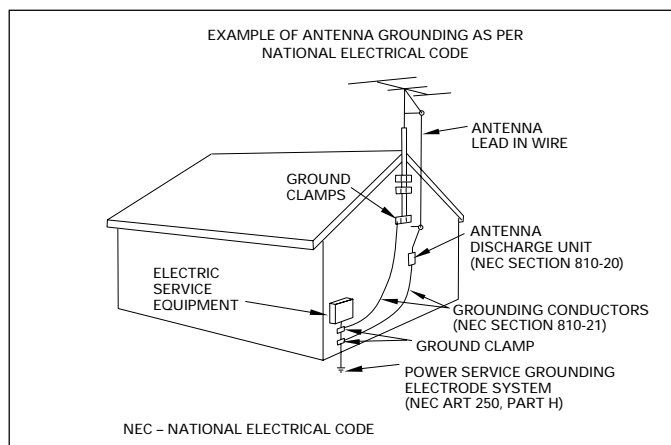 EXAMPLE OF ANTENNA GROUNDING AS PER
NATIONAL ELECTRICAL CODE
ANTENNA
LEAD IN WIRE
GROUND
CLAMPS
ANTENNA
DISCHARGE UNIT
(NEC SECTION 810-20)
ELECTRIC
SERVICE
EQUIPMENT
GROUNDING CONDUCTORS
(NEC SECTION 810-21)
GROUND CLAMP
POWER SERVICE GROUNDING
ELECTRODE SYSTEM
(NEC ART 250, PART H)
NEC – NATIONAL ELECTRICAL CODE